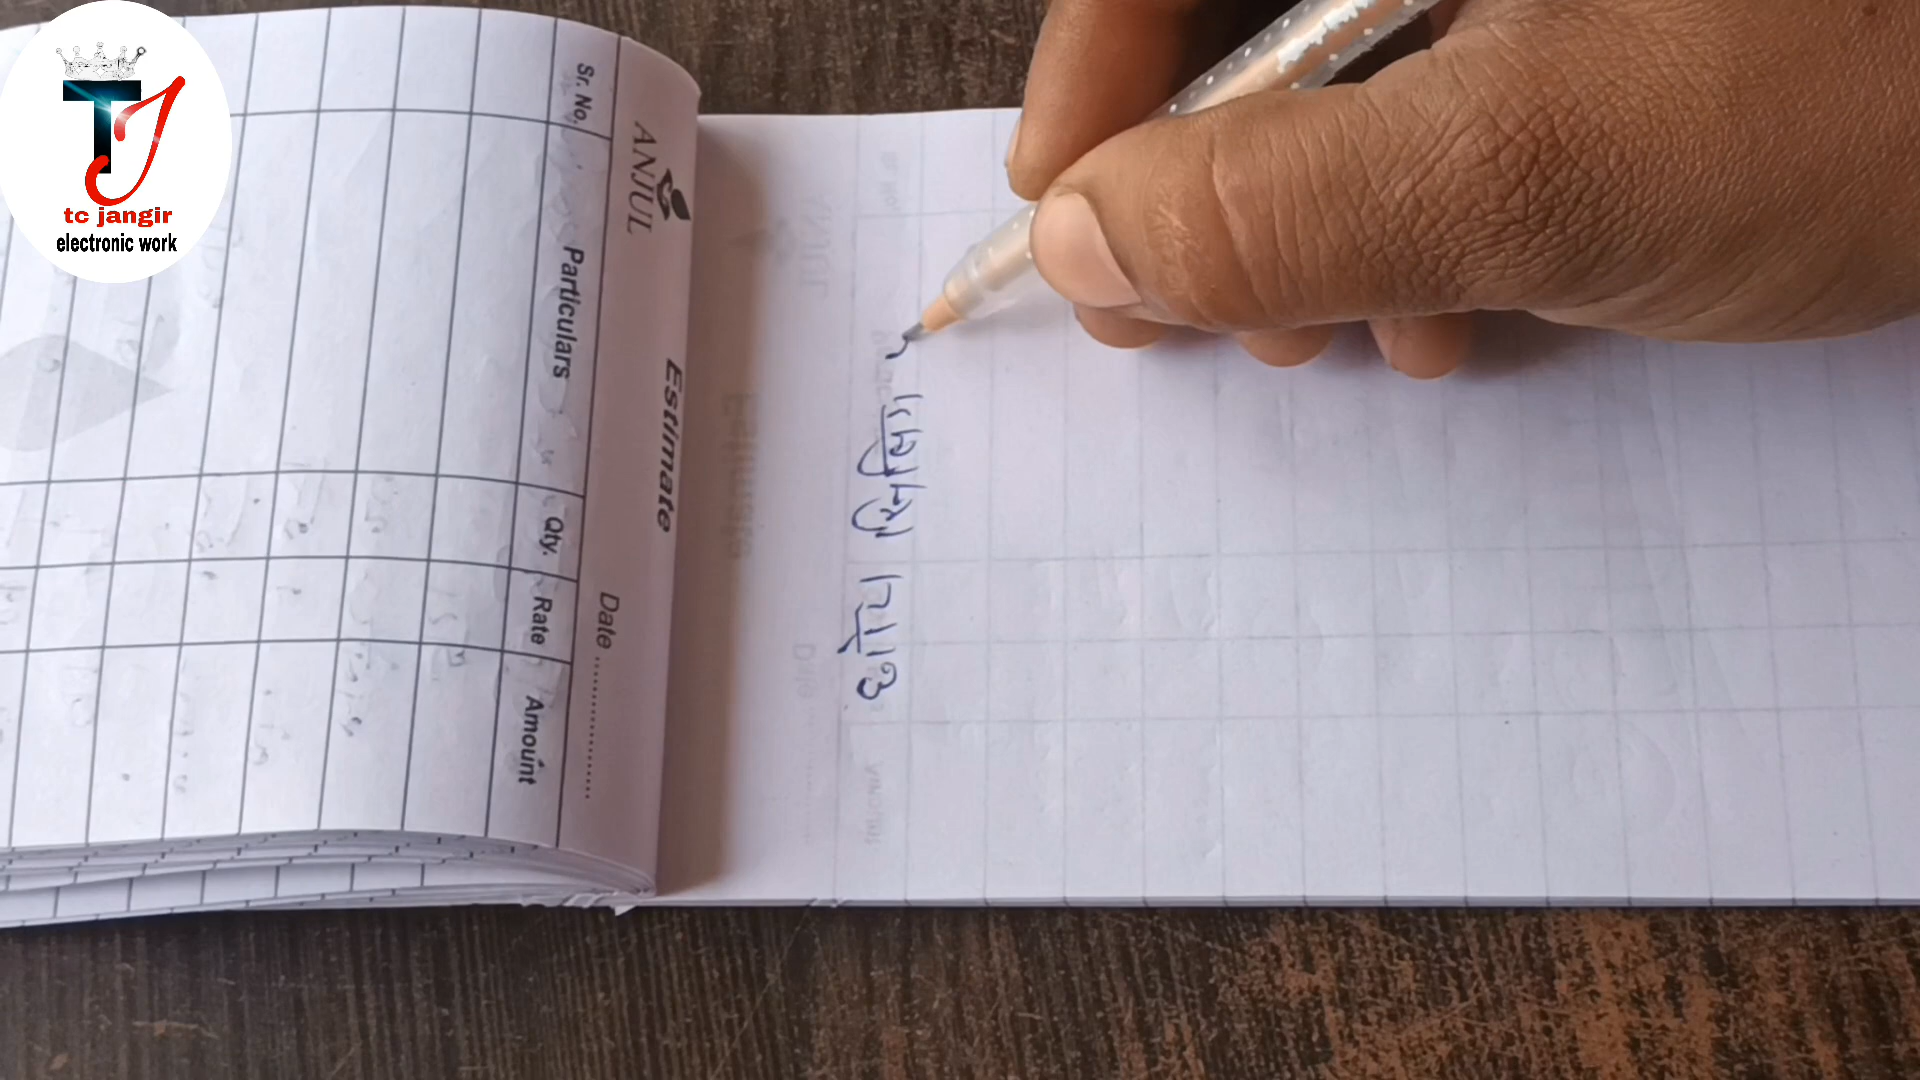 tc jangir
electronic work
ANJUL
Estimate
Date
Sr. No.
Particulars
Qty.
Rate
Amount
छोटा सिलिग